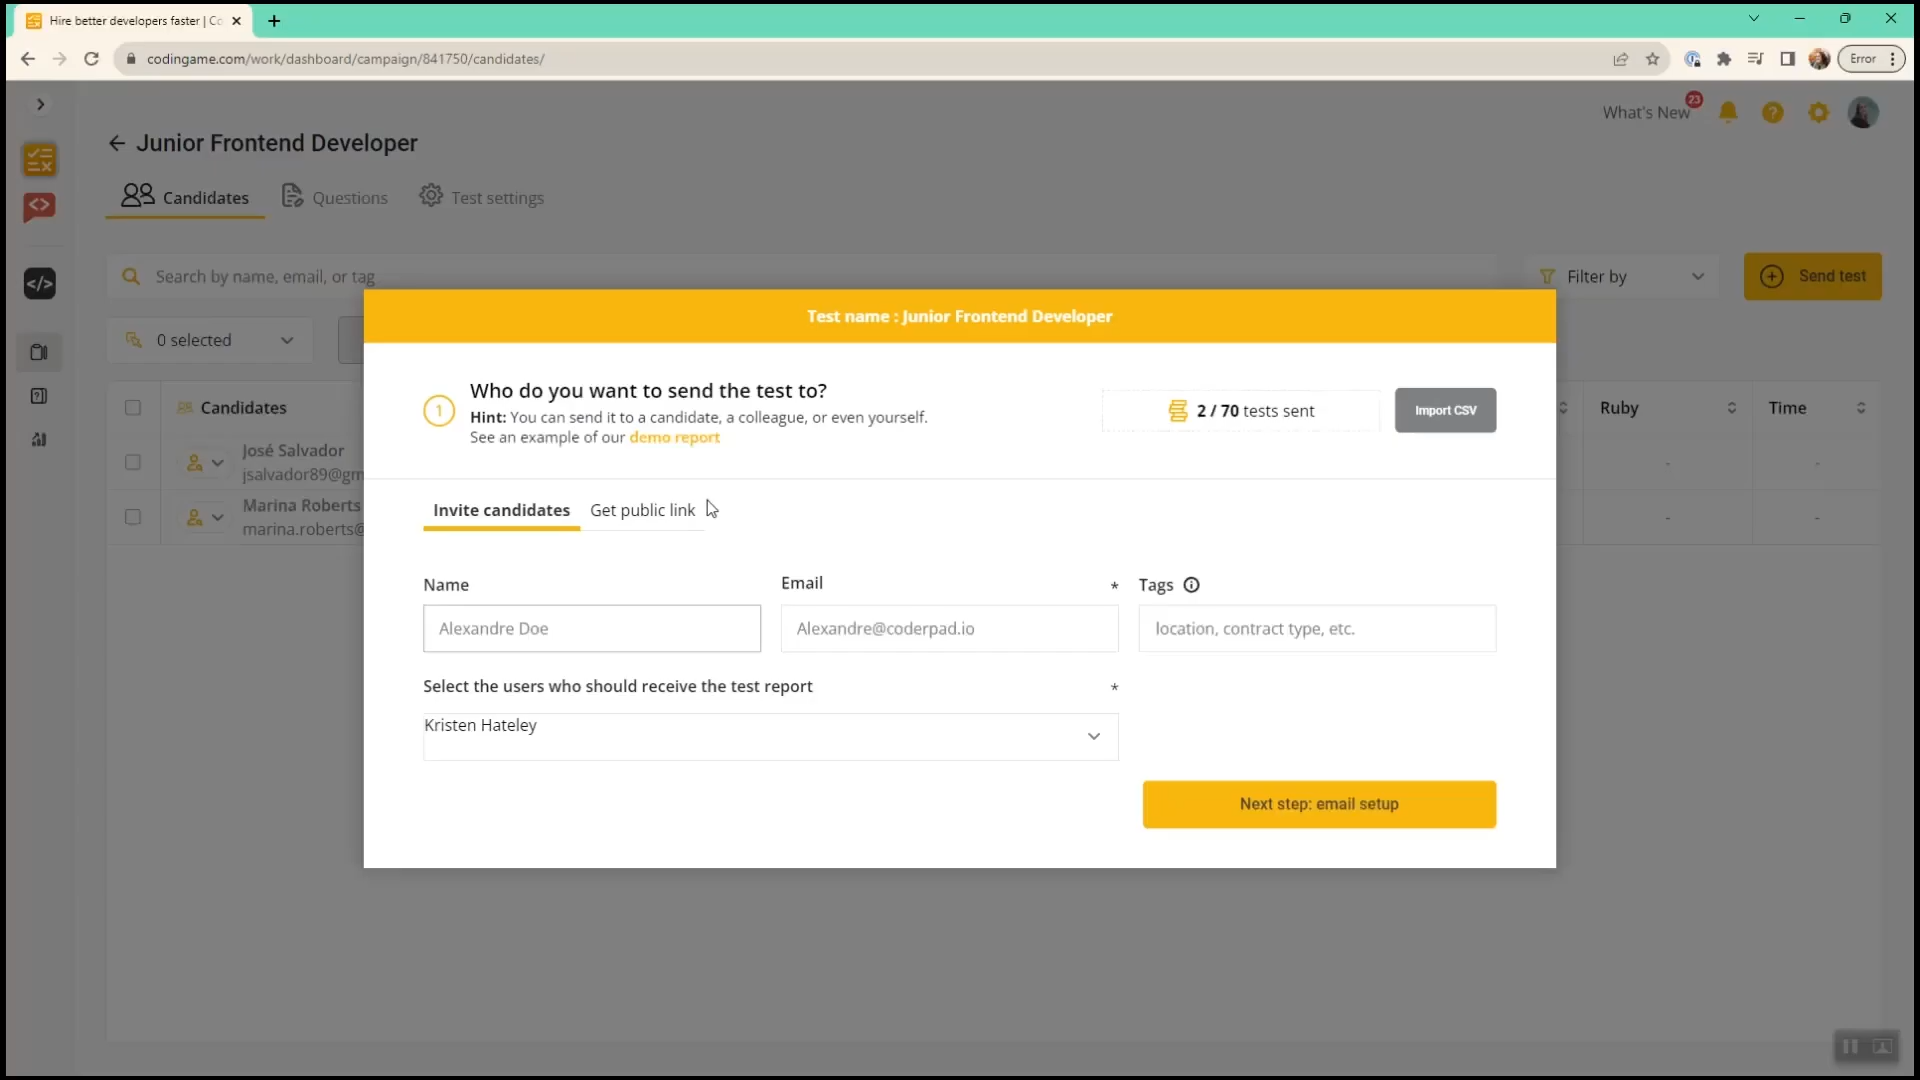 Hire better developers faster | Co
codingame.com/work/dashboard/campaign/841750/candidates/
Error
What's New
23
Junior Frontend Developer
Candidates
Questions
Test settings
Search by name, email, or tag
Filter by
Send test
0 selected
Candidates
Ruby
Time
José Salvador
jsalvador89@gm
-
-
Marina Roberts
marina.roberts@
-
-
Test name : Junior Frontend Developer
1
Who do you want to send the test to?
Hint: You can send it to a candidate, a colleague, or even yourself.
See an example of our demo report
2 / 70 tests sent
Import CSV
Invite candidates
Get public link
Name
Email *
Tags
Alexandre Doe
Alexandre@coderpad.io
location, contract type, etc.
Select the users who should receive the test report *
Kristen Hateley
Next step: email setup